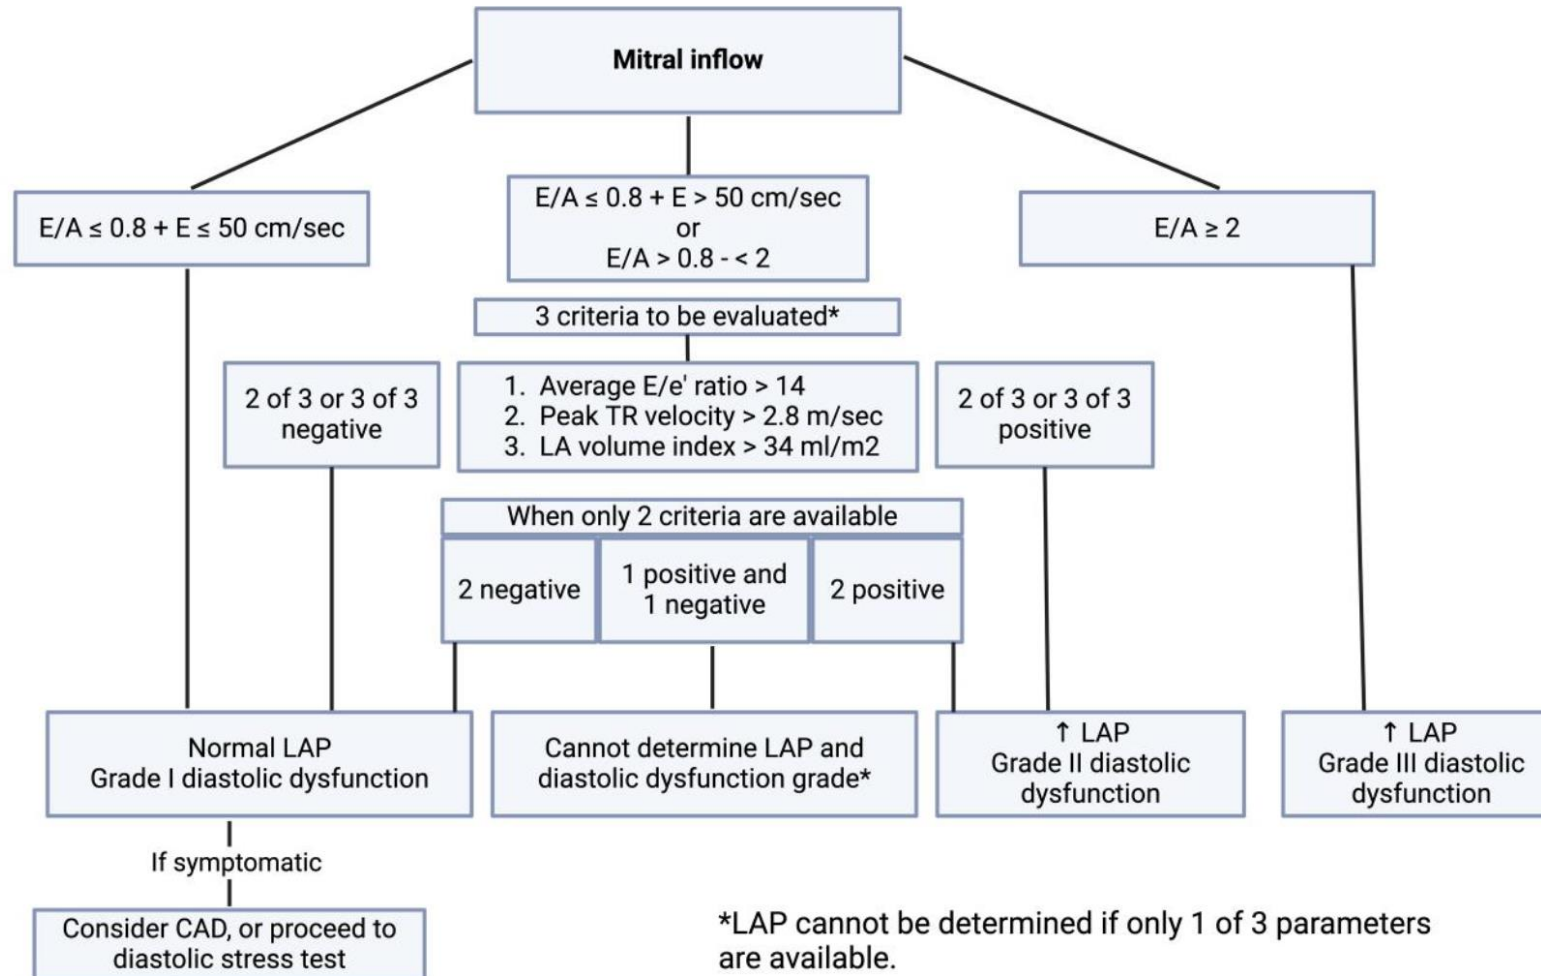 Mitral inflow
E/A ≤ 0.8 + E ≤ 50 cm/sec
E/A ≤ 0.8 + E > 50 cm/sec
or
E/A > 0.8 - < 2
E/A ≥ 2
3 criteria to be evaluated*
2 of 3 or 3 of 3
negative
1. Average E/e' ratio > 14
2. Peak TR velocity > 2.8 m/sec
3. LA volume index > 34 ml/m2
2 of 3 or 3 of 3
positive
When only 2 criteria are available
2 negative
1 positive and
1 negative
2 positive
Normal LAP
Grade I diastolic dysfunction
Cannot determine LAP and
diastolic dysfunction grade*
↑ LAP
Grade II diastolic
dysfunction
↑ LAP
Grade III diastolic
dysfunction
If symptomatic
Consider CAD, or proceed to
diastolic stress test
*LAP cannot be determined if only 1 of 3 parameters
are available.